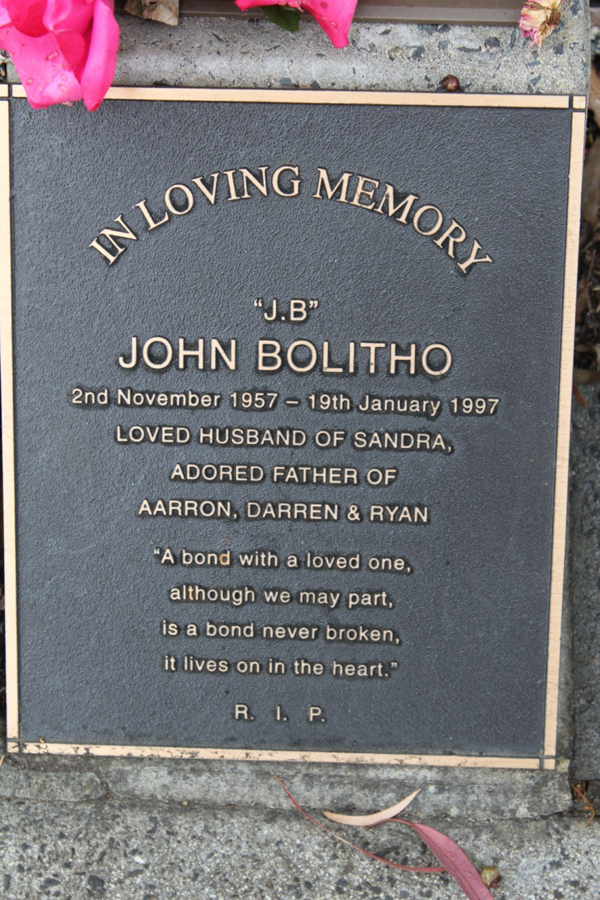 IN LOVING MEMORY
“J.B”
JOHN BOLITHO
2nd November 1957 – 19th January 1997
LOVED HUSBAND OF SANDRA,
ADORED FATHER OF
AARRON, DARREN & RYAN
“A bond with a loved one,
although we may part,
is a bond never broken,
it lives on in the heart.”
R. I. P.